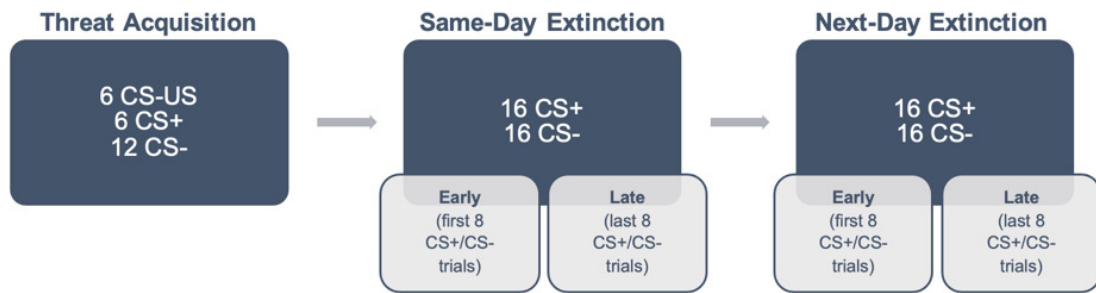 Threat Acquisition
6 CS-US
6 CS+
12 CS-
Same-Day Extinction
16 CS+
16 CS-
Early
(first 8
CS+/CS-
trials)
Late
(last 8
CS+/CS-
trials)
Next-Day Extinction
16 CS+
16 CS-
Early
(first 8
CS+/CS-
trials)
Late
(last 8
CS+/CS-
trials)